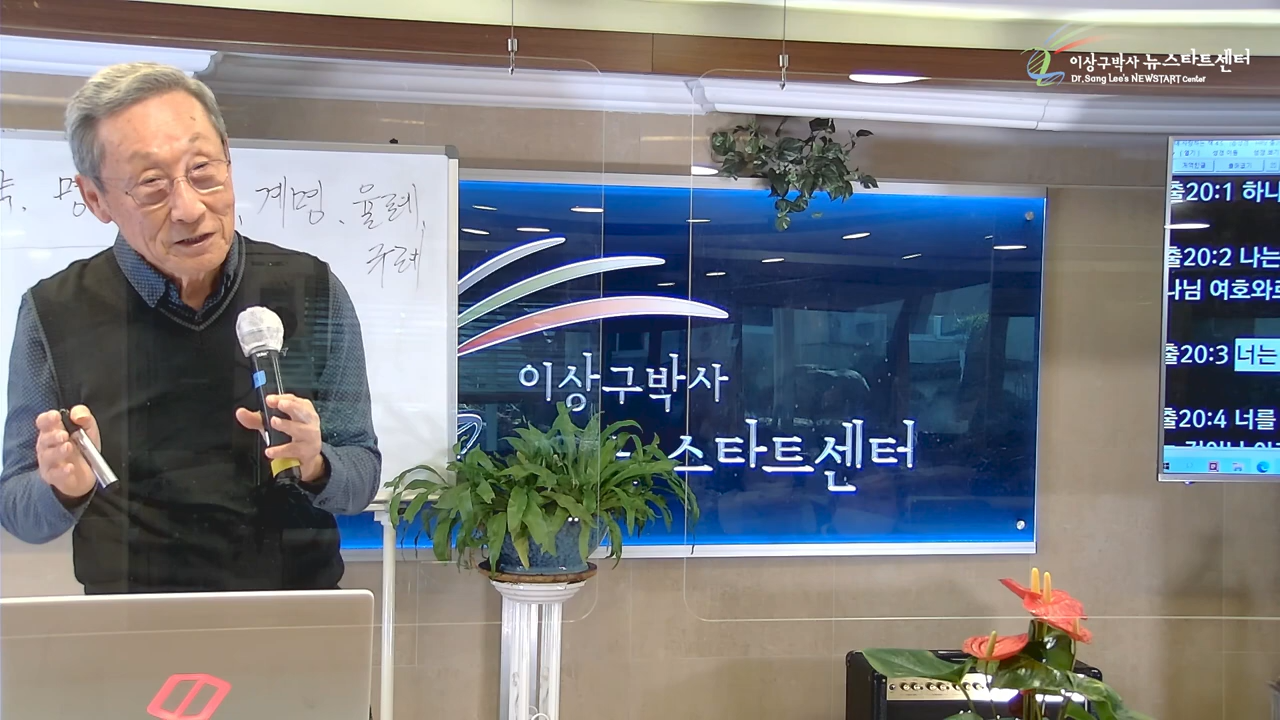 이상구박사 뉴스타트센터
Dr. Sang Lee's NEWSTART Center
계명. 율례.
규례
이상구박사
스타트센터
출20:1 하나
출20:2 나는
나님 여호와로
출20:3 너는
출20:4 너를